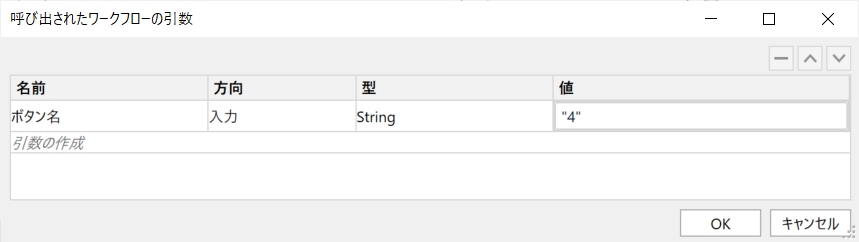 呼び出されたワークフローの引数
名前 方向 型 値
ボタン名 入力 String "4"
引数の作成
OK キャンセル